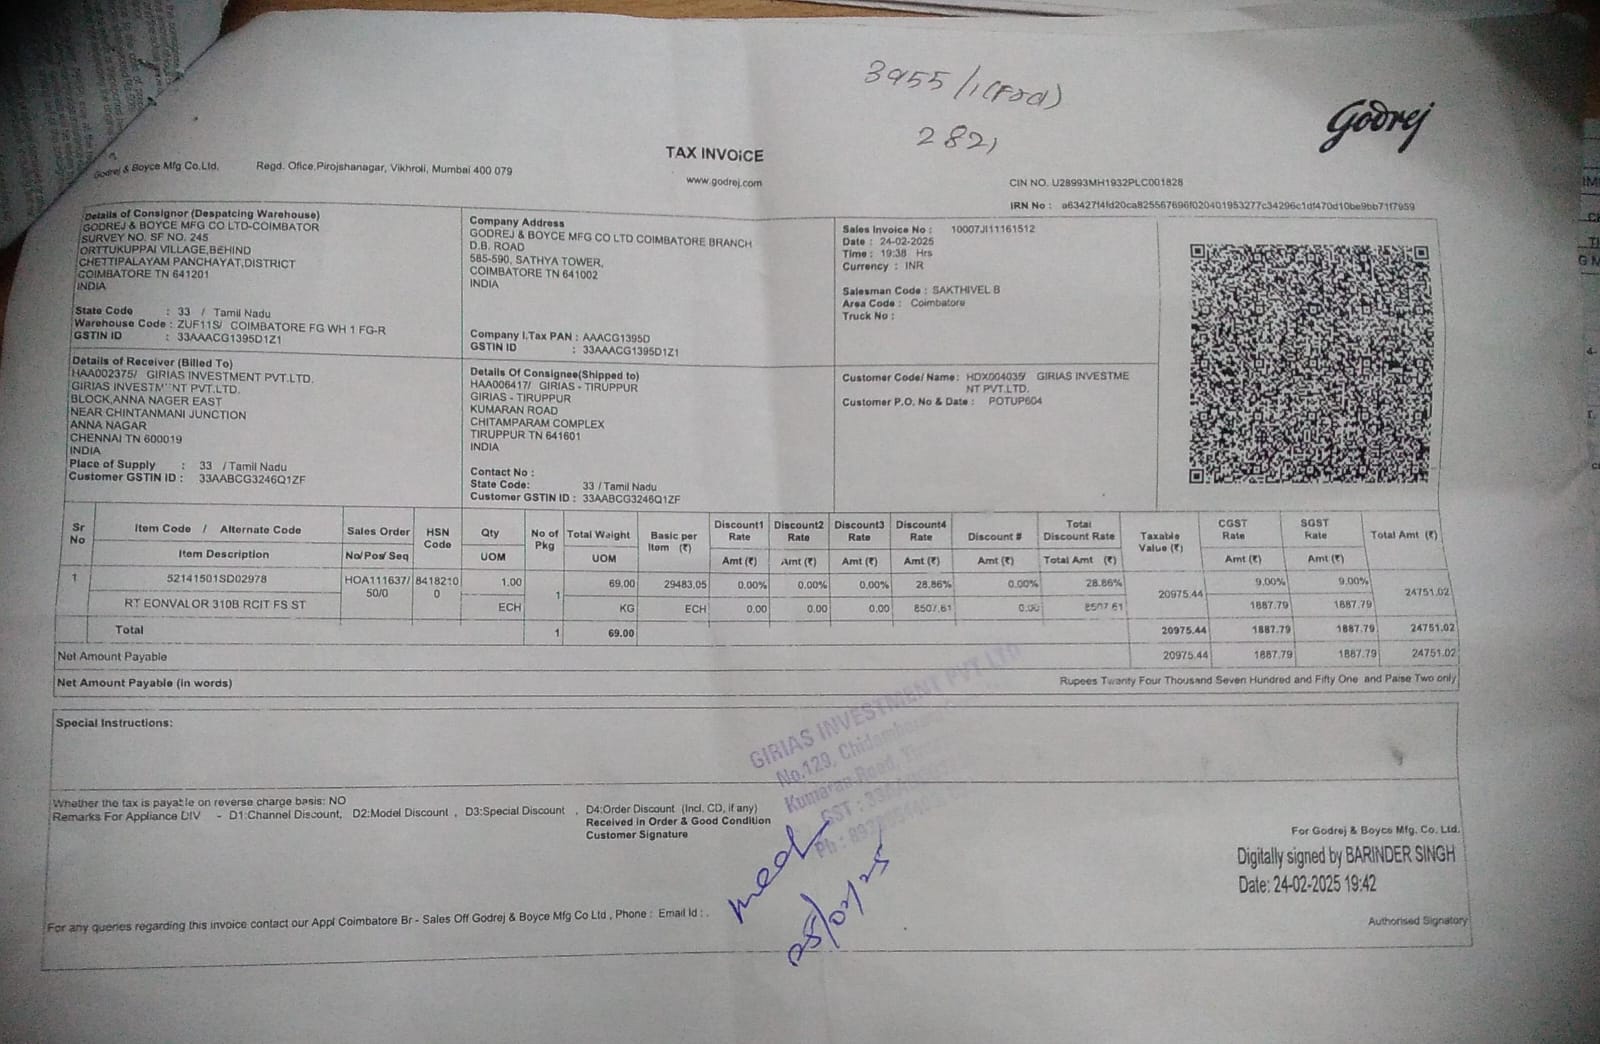 3955/1(Frd)
282,
Godrej
TAX INVOICE
www.godrej.com
Godrej & Boyce Mfg Co.Ltd. Regd. Ofice,Pirojshanagar, Vikhroli, Mumbai 400 079
CIN NO. U28993MH1932PLC001828
IRN No : a634274fd20ca825567696f020401953277c34296c1df470d10be9bb71f7959
Details of Consignor (Despatcing Warehouse)
GODREJ & BOYCE MFG CO LTD-COIMBATOR
SURVEY NO. SF NO. 245
ORTTUKUPPAI VILLAGE,BEHIND
CHETTIPALAYAM PANCHAYAT,DISTRICT
COIMBATORE TN 641201
INDIA
State Code : 33 / Tamil Nadu
Warehouse Code : ZUF11S/ COIMBATORE FG WH 1 FG-R
GSTIN ID : 33AAACG1395D1Z1
Company Address
GODREJ & BOYCE MFG CO LTD COIMBATORE BRANCH
D.B. ROAD
585-590, SATHYA TOWER,
COIMBATORE TN 641002
INDIA
Company I.Tax PAN : AAACG1395D
GSTIN ID : 33AAACG1395D1Z1
Sales Invoice No : 10007JI11161512
Date : 24-02-2025
Time : 19:38 Hrs
Currency : INR
Salesman Code : SAKTHIVEL B
Area Code : Coimbatore
Truck No :
Details of Receiver (Billed To)
HAA002375/ GIRIAS INVESTMENT PVT.LTD.
GIRIAS INVESTMENT PVT.LTD.
BLOCK,ANNA NAGER EAST
NEAR CHINTANMANI JUNCTION
ANNA NAGAR
CHENNAI TN 600019
INDIA
Place of Supply : 33 / Tamil Nadu
Customer GSTIN ID : 33AABCG3246Q1ZF
Details Of Consignee(Shipped to)
HAA006417/ GIRIAS - TIRUPPUR
GIRIAS - TIRUPPUR
KUMARAN ROAD
CHITAMPARAM COMPLEX
TIRUPPUR TN 641601
INDIA
Contact No :
State Code: 33 / Tamil Nadu
Customer GSTIN ID : 33AABCG3246Q1ZF
Customer Code/ Name: HDX004035/ GIRIAS INVESTME
NT PVT.LTD.
Customer P.O. No & Date : POTUP604
Sr No Item Code / Alternate Code Sales Order HSN Code Qty No of Pkg Total Weight Basic per Item (₹) Discount1 Rate Discount2 Rate Discount3 Rate Discount4 Rate Discount # Total Discount Rate Taxable Value (₹) CGST Rate SGST Rate Total Amt (₹)
Item Description No/Pos/ Seq UOM UOM Amt (₹) Amt (₹) Amt (₹) Amt (₹) Amt (₹) Total Amt (₹) Amt (₹) Amt (₹)
1 52141501SD02978 HOA111637/ 50/0 8418210 0 1.00 1 69.00 29483.05 0.00% 0.00% 0.00% 28.86% 0.00% 28.86% 20975.44 9.00% 9.00% 24751.02
RT EONVALOR 310B RCIT FS ST ECH KG ECH 0.00 0.00 0.00 8507.61 0.00 8507.61 1887.79 1887.79
Total 1 69.00 20975.44 1887.79 1887.79 24751.02
Net Amount Payable 20975.44 1887.79 1887.79 24751.02
Net Amount Payable (in words) Rupees Twenty Four Thousand Seven Hundred and Fifty One and Paise Two only
Special Instructions:
GIRIAS INVESTMENT PVT LTD
No.129, Chidambaram
Kumaran Road,
GST :
Ph :
Whether the tax is payable on reverse charge basis: NO
Remarks For Appliance DIV - D1:Channel Discount, D2:Model Discount , D3:Special Discount , D4:Order Discount (Incl. CD, if any)
Received in Order & Good Condition
Customer Signature
25/02/25
For Godrej & Boyce Mfg. Co. Ltd.
Digitally signed by BARINDER SINGH
Date: 24-02-2025 19:42
Authorised Signatory
For any queries regarding this invoice contact our Appl Coimbatore Br - Sales Off Godrej & Boyce Mfg Co Ltd , Phone : Email Id : .